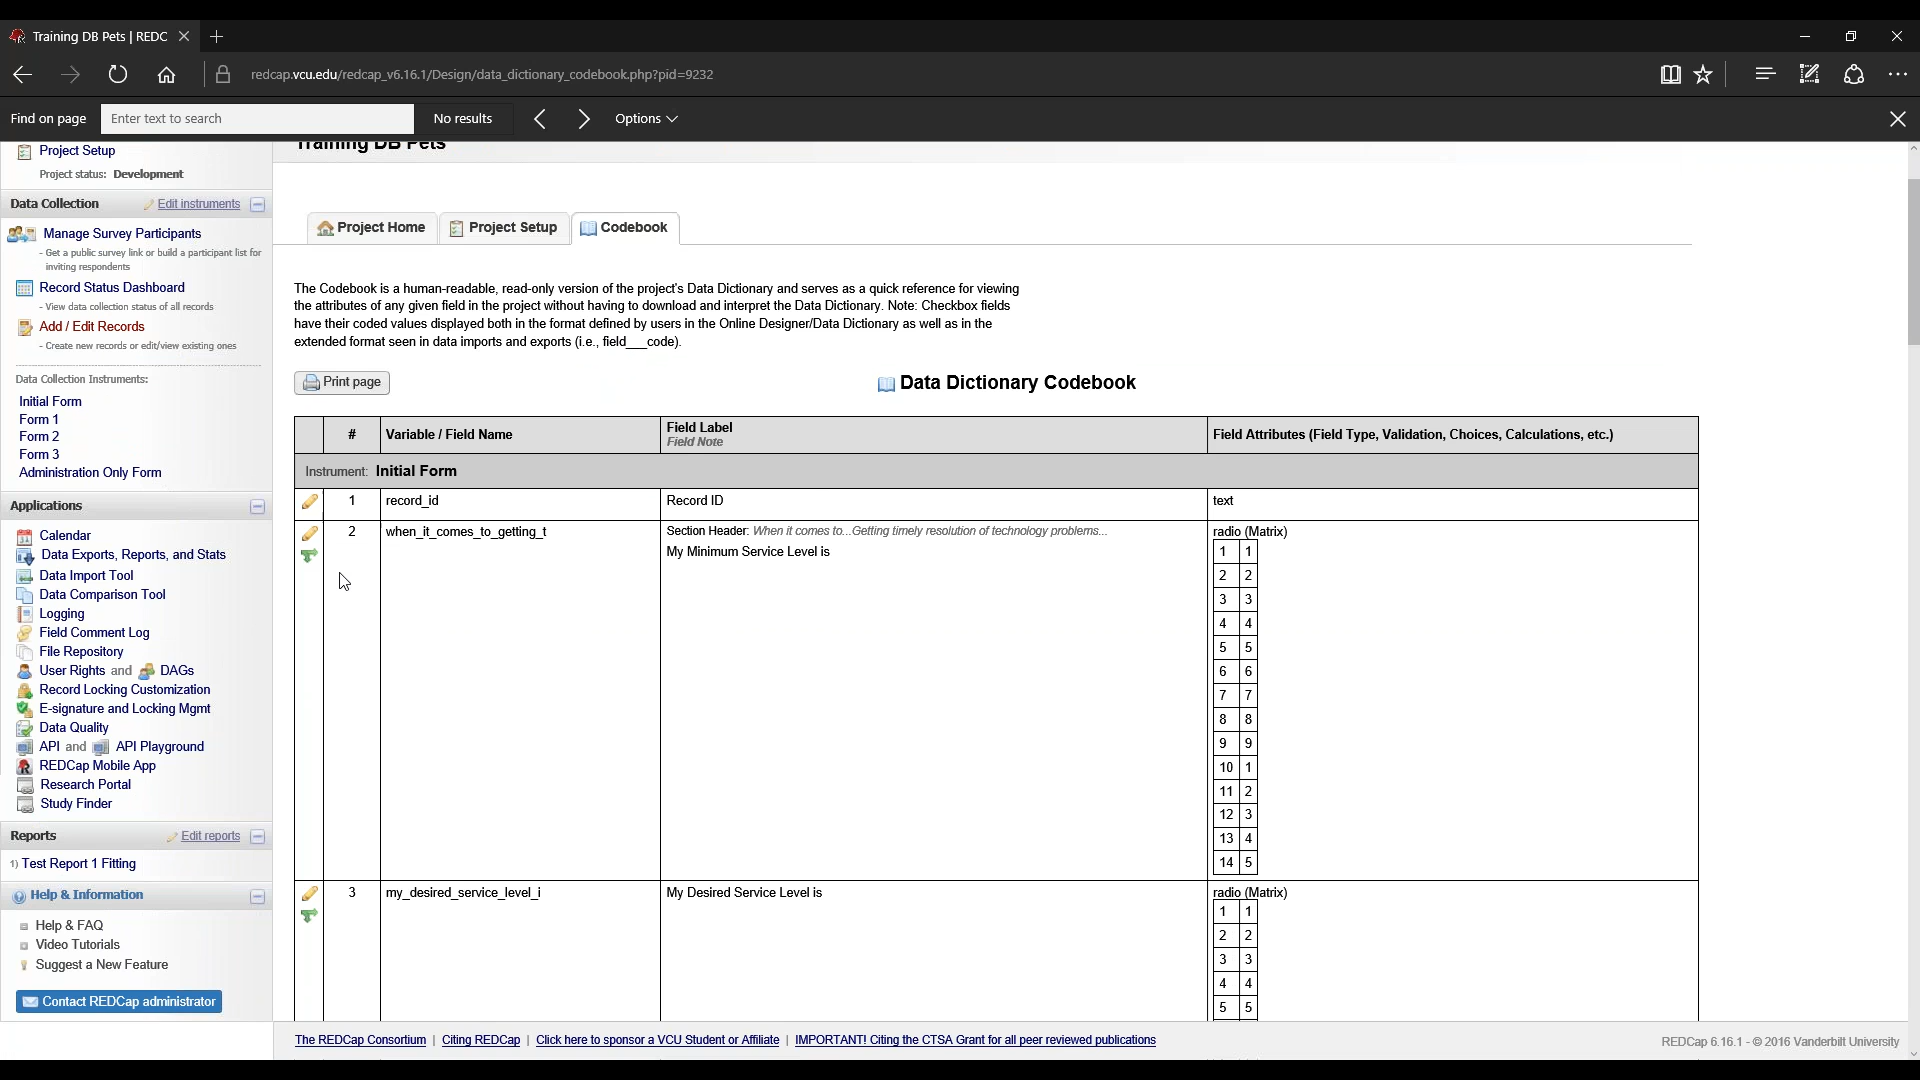 Training DB Pets | REDC
redcap.vcu.edu/redcap_v6.16.1/Design/data_dictionary_codebook.php?pid=9232
Find on page
Enter text to search
No results
Options
Project Setup
Project status: Development
Data Collection
Edit instruments
Manage Survey Participants
- Get a public survey link or build a participant list for
inviting respondents
Record Status Dashboard
- View data collection status of all records
Add / Edit Records
- Create new records or edit/view existing ones
Data Collection Instruments:
Initial Form
Form 1
Form 2
Form 3
Administration Only Form
Applications
Calendar
Data Exports, Reports, and Stats
Data Import Tool
Data Comparison Tool
Logging
Field Comment Log
File Repository
User Rights and DAGs
Record Locking Customization
E-signature and Locking Mgmt
Data Quality
API and API Playground
REDCap Mobile App
Research Portal
Study Finder
Reports
Edit reports
1) Test Report 1 Fitting
Help & Information
Help & FAQ
Video Tutorials
Suggest a New Feature
Contact REDCap administrator
Training DB Pets
Project Home
Project Setup
Codebook
The Codebook is a human-readable, read-only version of the project's Data Dictionary and serves as a quick reference for viewing
the attributes of any given field in the project without having to download and interpret the Data Dictionary. Note: Checkbox fields
have their coded values displayed both in the format defined by users in the Online Designer/Data Dictionary as well as in the
extended format seen in data imports and exports (i.e., field___code).
Print page
Data Dictionary Codebook
# Variable / Field Name Field Label Field Attributes (Field Type, Validation, Choices, Calculations, etc.)
Field Note
Instrument: Initial Form
1 record_id Record ID text
2 when_it_comes_to_getting_t Section Header: When it comes to...Getting timely resolution of technology problems... radio (Matrix)
My Minimum Service Level is
1 1
2 2
3 3
4 4
5 5
6 6
7 7
8 8
9 9
10 1
11 2
12 3
13 4
14 5
3 my_desired_service_level_i My Desired Service Level is radio (Matrix)
1 1
2 2
3 3
4 4
5 5
The REDCap Consortium | Citing REDCap | Click here to sponsor a VCU Student or Affiliate | IMPORTANT! Citing the CTSA Grant for all peer reviewed publications
REDCap 6.16.1 - © 2016 Vanderbilt University